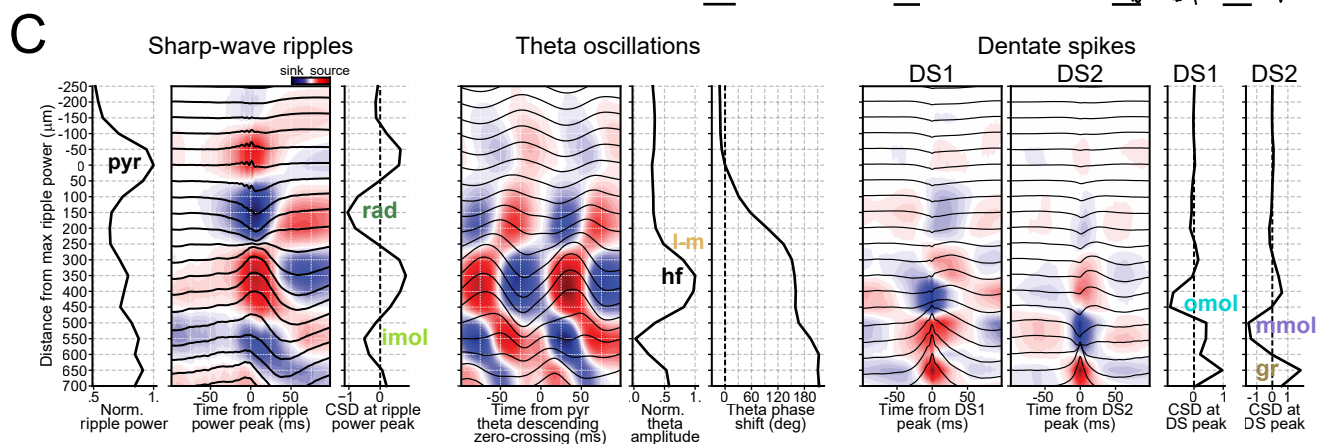 C
Sharp-wave ripples
Theta oscillations
Dentate spikes
sink source
DS1
DS2
DS1
DS2
Distance from max ripple power (μm)
-250
-200
-150
-100
-50
0
50
100
150
200
250
300
350
400
450
500
550
600
650
700
pyr
rad
imol
l-m
hf
omol
mmol
gr
.5 1.
Norm.
ripple power
-50 0 50
Time from ripple
power peak (ms)
-1 0
CSD at ripple
power peak
-50 0 50
Time from pyr
theta descending
zero-crossing (ms)
0 .5 1.
Norm.
theta
amplitude
0 60 120 180
Theta phase
shift (deg)
-50 0 50
Time from DS1
peak (ms)
-50 0 50
Time from DS2
peak (ms)
0 1
CSD at
DS peak
-1 0 1
CSD at
DS peak